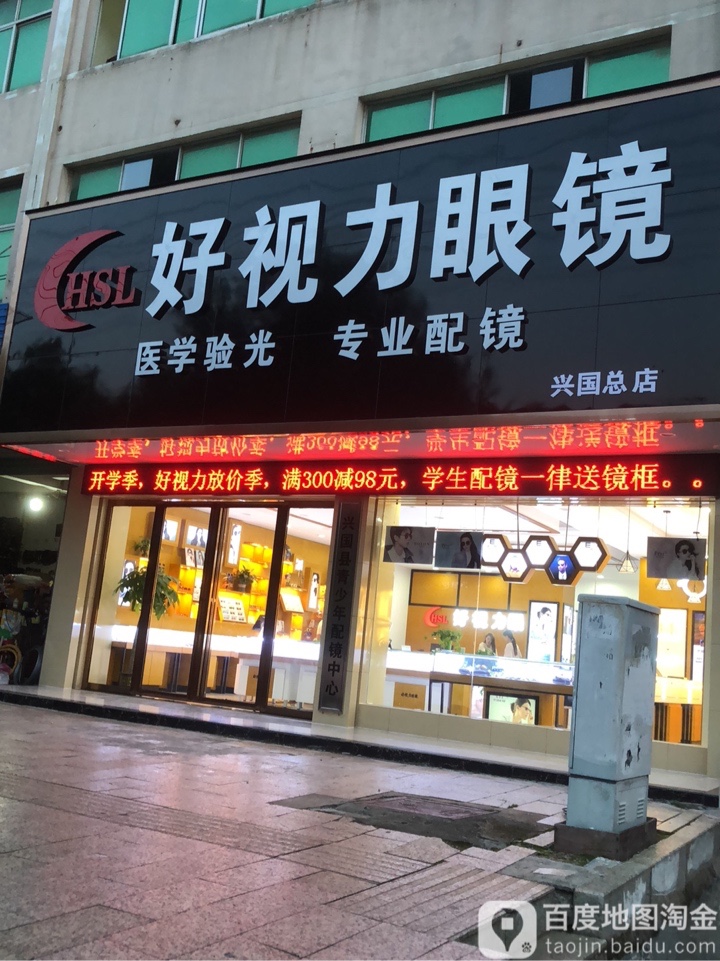 HSL
好视力眼镜
医学验光 专业配镜
兴国总店
开学季,好视力放价季,满300减98元,学生配镜一律送镜框。。
兴国县青少年配镜中心
HSL 好视力眼
百度地图淘金
taojin.baidu.com